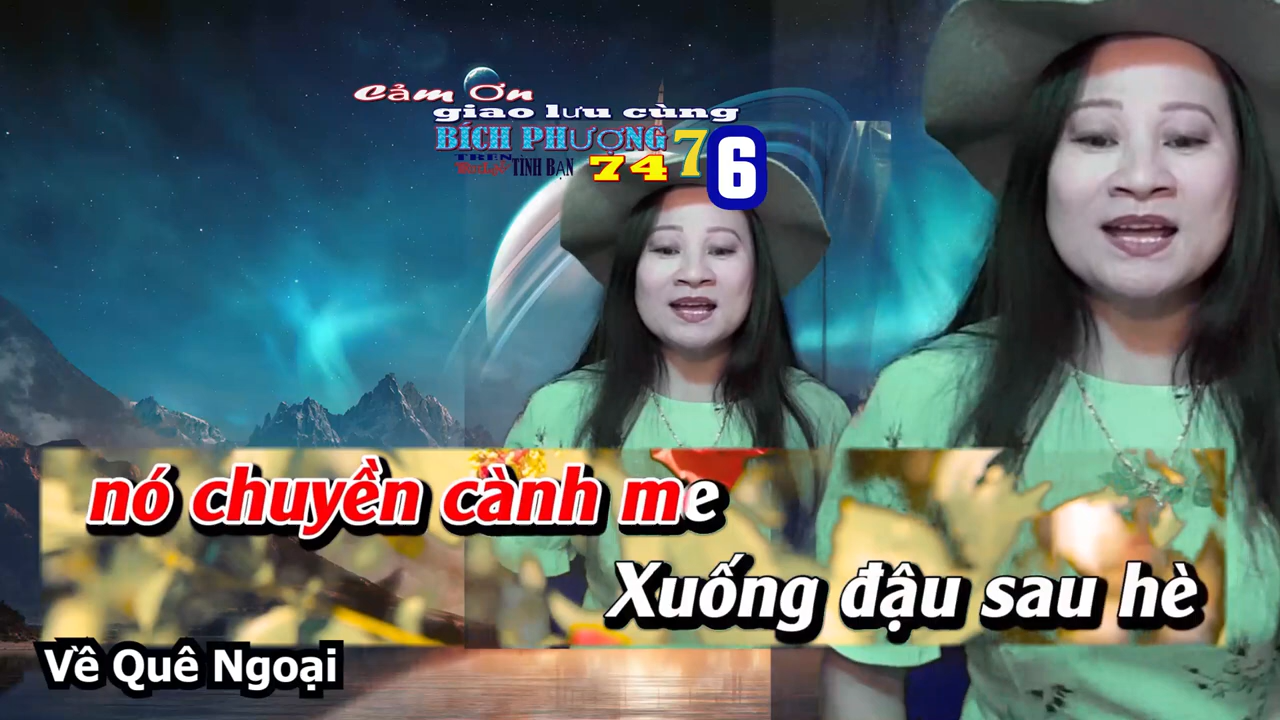 Cảm Ơn
giao lưu cùng
BÍCH PHƯỢNG 7476
TRÊN
TÌNH BẠN
nó chuyền cành me
Xuống đậu sau hè
Về Quê Ngoại